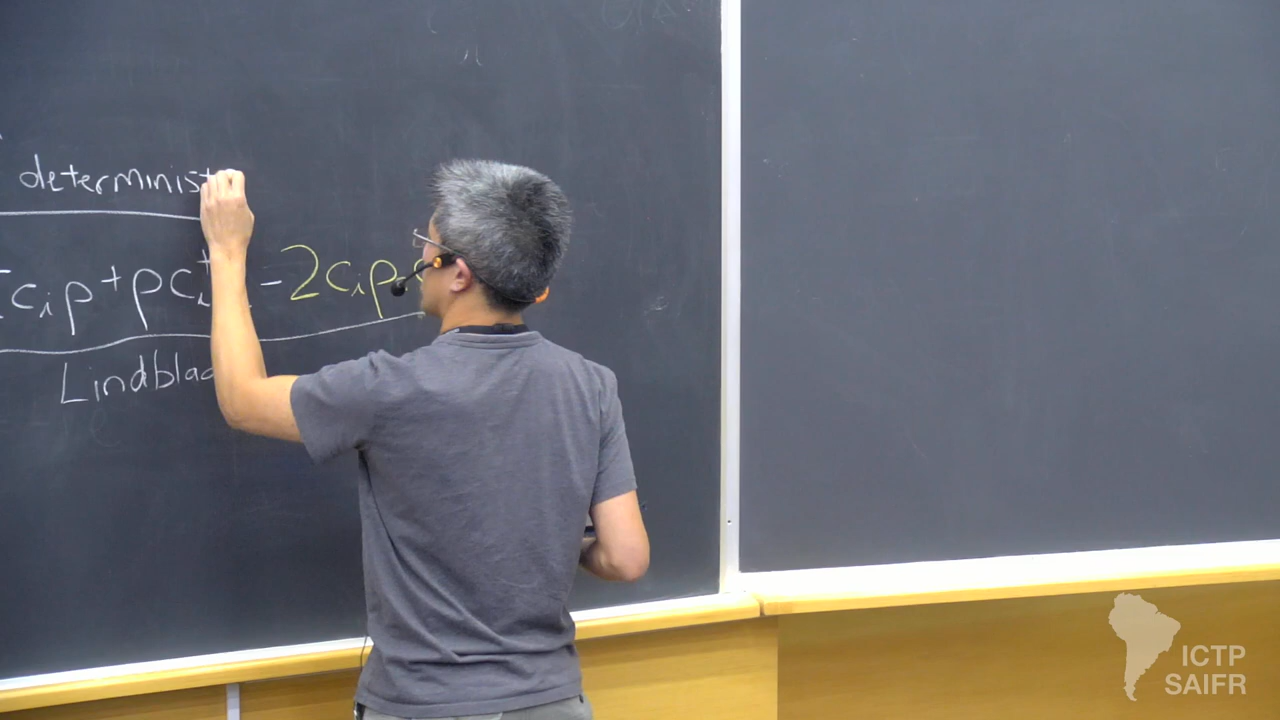 determinist
cᵢρ+ρcᵢ†
-2cᵢρ
Lindblad
ICTP
SAIFR